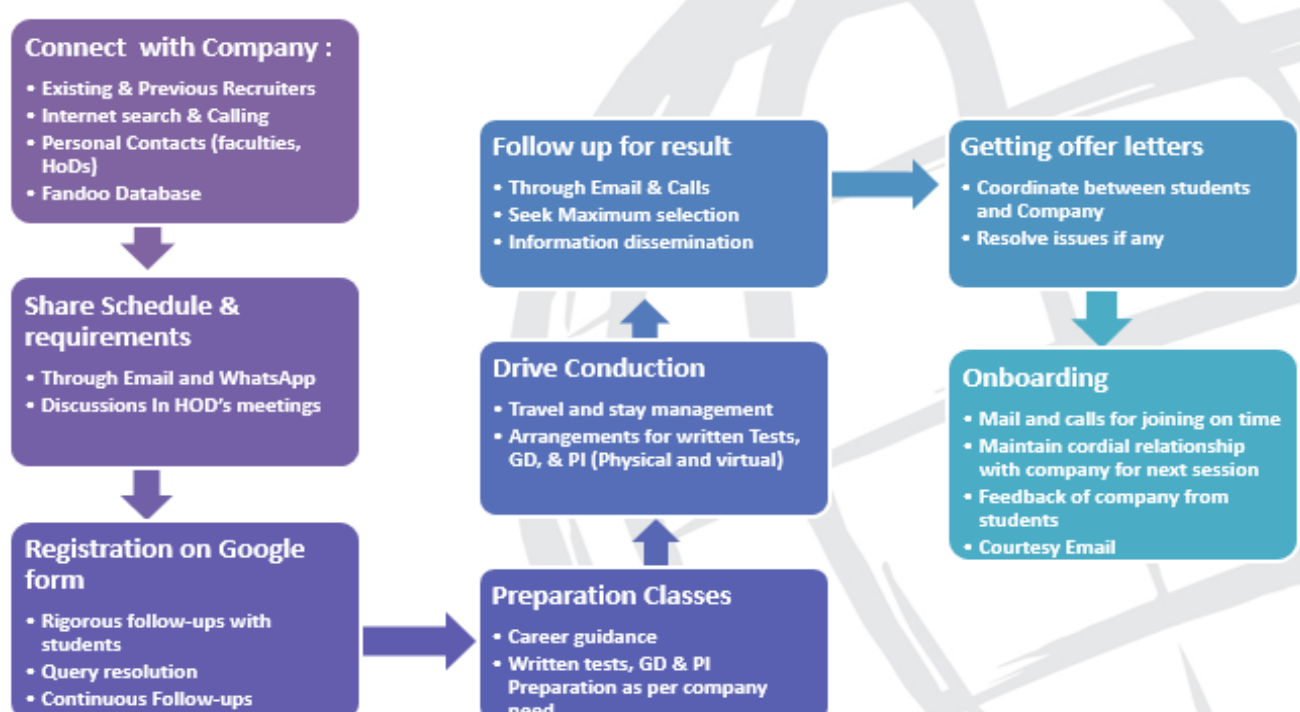 Connect with Company :
• Existing & Previous Recruiters
• Internet search & Calling
• Personal Contacts (faculties,
HoDs)
• Fandoo Database
Share Schedule &
requirements
• Through Email and WhatsApp
• Discussions In HOD's meetings
Registration on Google
form
• Rigorous follow-ups with
students
• Query resolution
• Continuous Follow-ups
Preparation Classes
• Career guidance
• Written tests, GD & PI
Preparation as per company
need
Drive Conduction
• Travel and stay management
• Arrangements for written Tests,
GD, & PI (Physical and virtual)
Follow up for result
• Through Email & Calls
• Seek Maximum selection
• Information dissemination
Getting offer letters
• Coordinate between students
and Company
• Resolve issues if any
Onboarding
• Mail and calls for joining on time
• Maintain cordial relationship
with company for next session
• Feedback of company from
students
• Courtesy Email